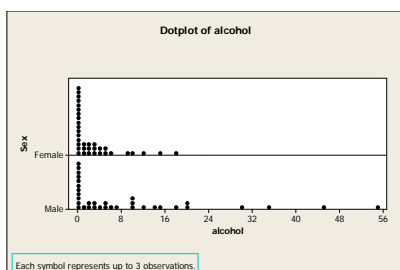 Dotplot of alcohol
Sex
Female
Male
0 8 16 24 32 40 48 56
alcohol
Each symbol represents up to 3 observations.